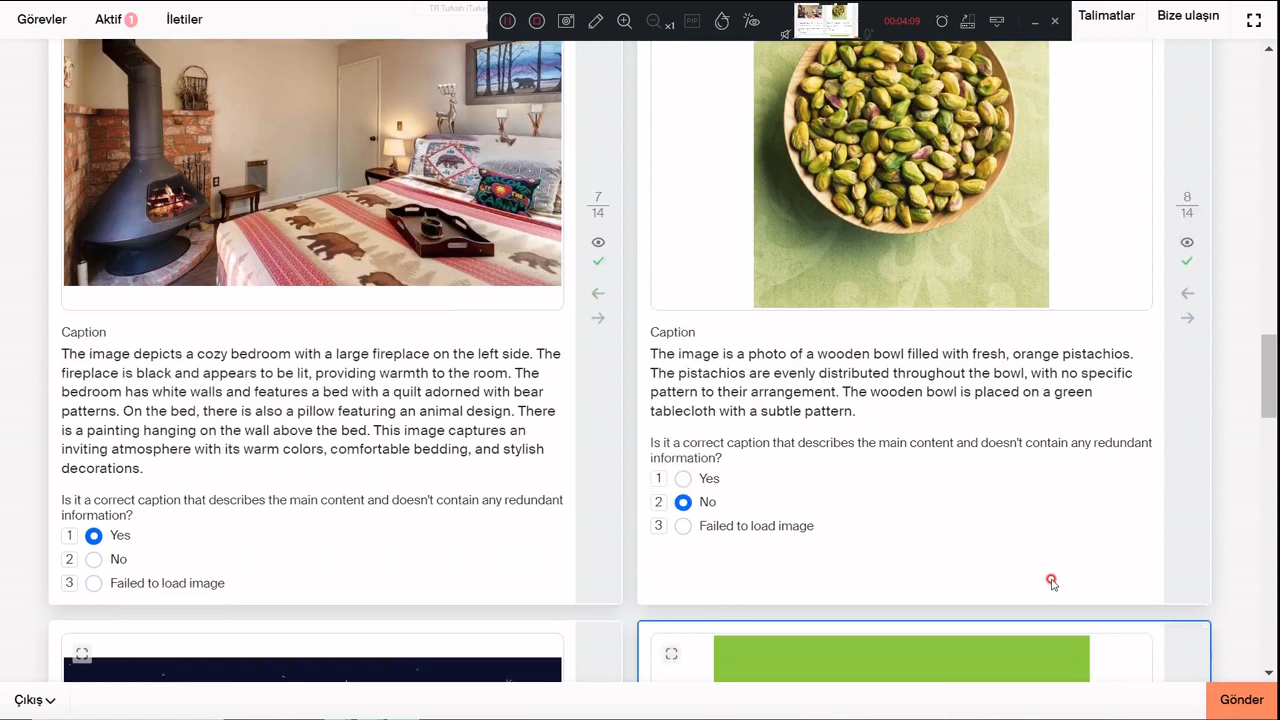 Görevler
Aktif 1
İletiler
x1
PIP
00:04:09
Talimatlar
Bize ulaşın
7
14
Caption
The image depicts a cozy bedroom with a large fireplace on the left side. The
fireplace is black and appears to be lit, providing warmth to the room. The
bedroom has white walls and features a bed with a quilt adorned with bear
patterns. On the bed, there is also a pillow featuring an animal design. There
is a painting hanging on the wall above the bed. This image captures an
inviting atmosphere with its warm colors, comfortable bedding, and stylish
decorations.
Is it a correct caption that describes the main content and doesn't contain any redundant
information?
1 Yes
2 No
3 Failed to load image
8
14
Caption
The image is a photo of a wooden bowl filled with fresh, orange pistachios.
The pistachios are evenly distributed throughout the bowl, with no specific
pattern to their arrangement. The wooden bowl is placed on a green
tablecloth with a subtle pattern.
Is it a correct caption that describes the main content and doesn't contain any redundant
information?
1 Yes
2 No
3 Failed to load image
Çıkış
Gönder